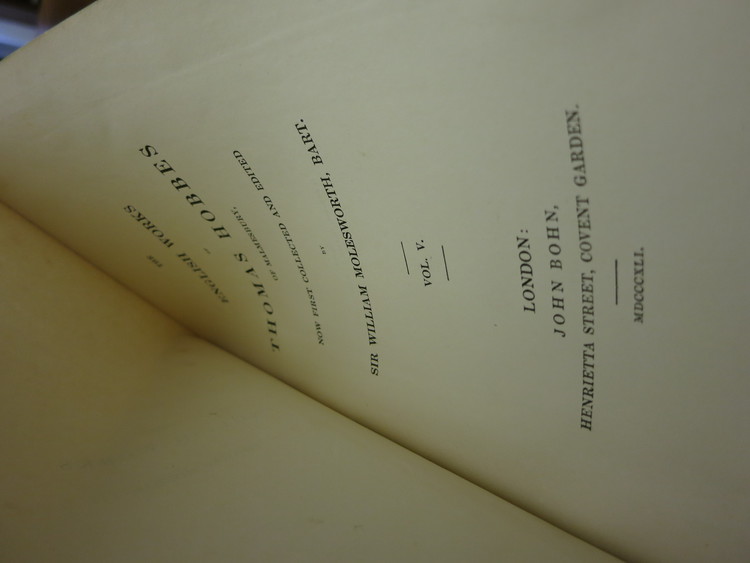 THE
ENGLISH WORKS
OF
THOMAS HOBBES
OF MALMESBURY;
NOW FIRST COLLECTED AND EDITED
BY
SIR WILLIAM MOLESWORTH, BART.
VOL. V.
LONDON:
JOHN BOHN,
HENRIETTA STREET, COVENT GARDEN.
MDCCCXLI.